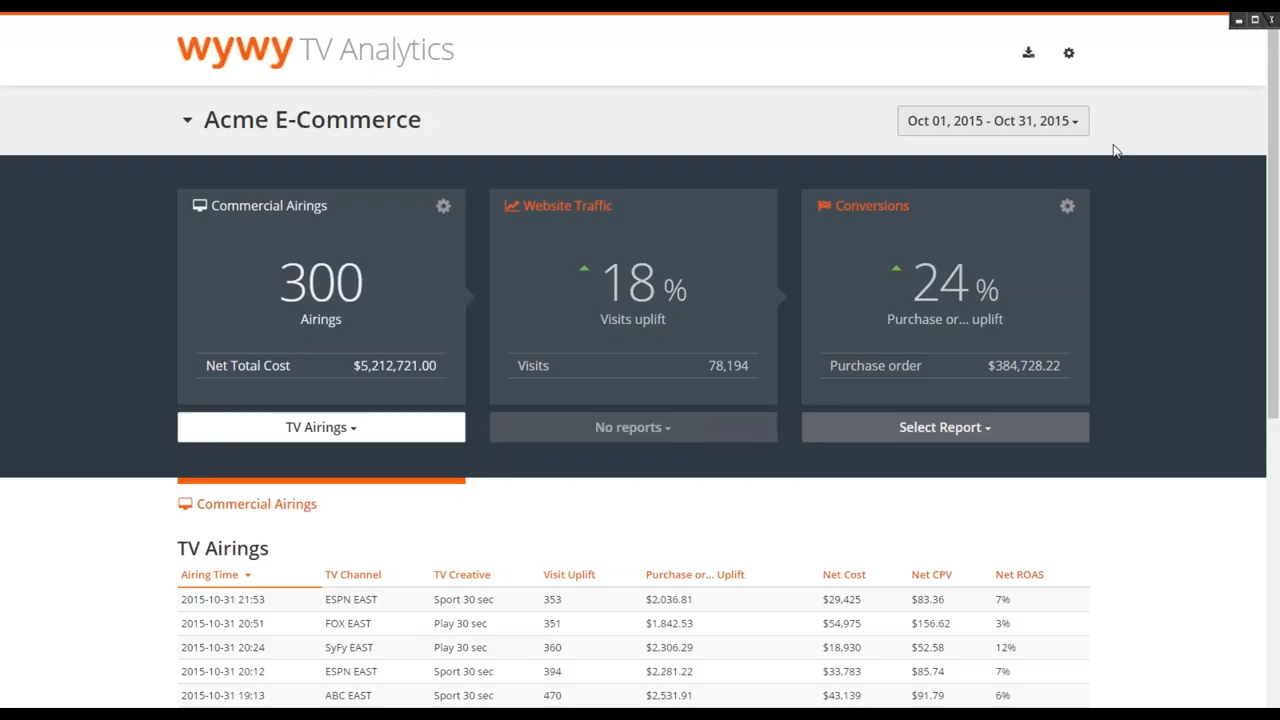 wywy TV Analytics
Acme E-Commerce
Oct 01, 2015 - Oct 31, 2015
Commercial Airings
300
Airings
Net Total Cost $5,212,721.00
TV Airings
Website Traffic
18 %
Visits uplift
Visits 78,194
No reports
Conversions
24 %
Purchase or... uplift
Purchase order $384,728.22
Select Report
Commercial Airings
TV Airings
Airing Time TV Channel TV Creative Visit Uplift Purchase or... Uplift Net Cost Net CPV Net ROAS
2015-10-31 21:53 ESPN EAST Sport 30 sec 353 $2,036.81 $29,425 $83.36 7%
2015-10-31 20:51 FOX EAST Play 30 sec 351 $1,842.53 $54,975 $156.62 3%
2015-10-31 20:24 SyFy EAST Play 30 sec 360 $2,306.29 $18,930 $52.58 12%
2015-10-31 20:12 ESPN EAST Sport 30 sec 394 $2,281.22 $33,783 $85.74 7%
2015-10-31 19:13 ABC EAST Sport 30 sec 470 $2,531.91 $43,139 $91.79 6%